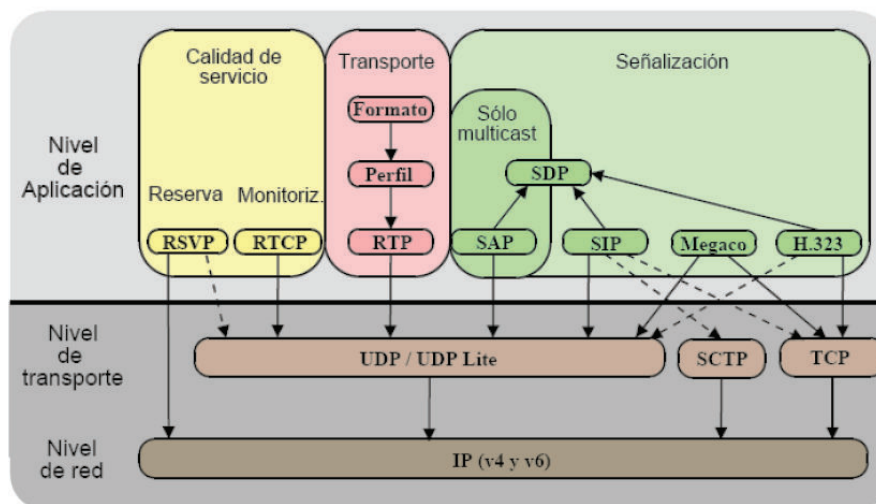 Calidad de
servicio
Transporte
Señalización
Formato
Sólo
multicast
Nivel
de
Aplicación
Perfil
SDP
Reserva
Monitoriz.
RSVP
RTCP
RTP
SAP
SIP
Megaco
H.323
Nivel
de
transporte
UDP / UDP Lite
SCTP
TCP
Nivel
de red
IP (v4 y v6)